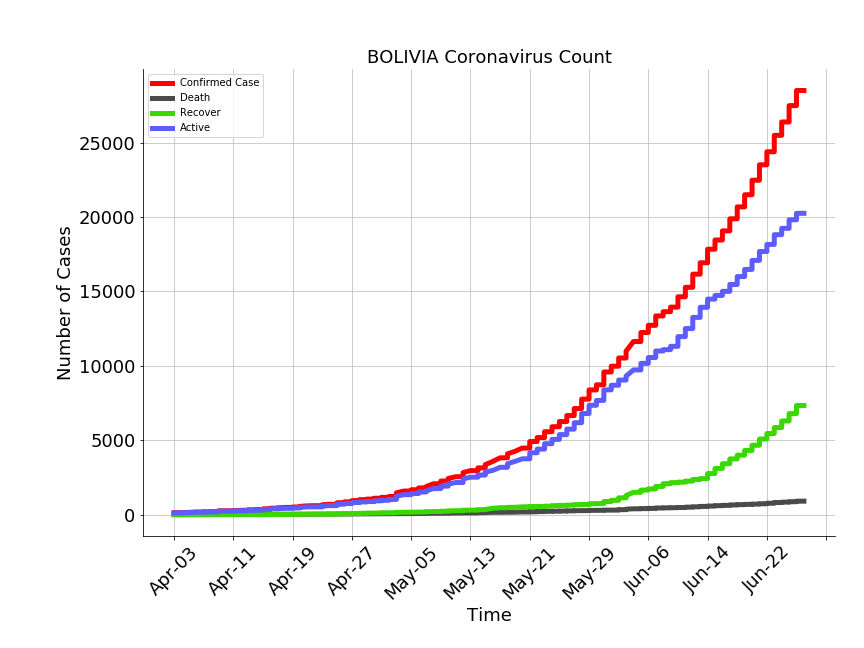 BOLIVIA Coronavirus Count
Confirmed Case
Death
Recover
Active
Number of Cases
25000
20000
15000
10000
5000
0
Apr-03
Apr-11
Apr-19
Apr-27
May-05
May-13
May-21
May-29
Jun-06
Jun-14
Jun-22
Time